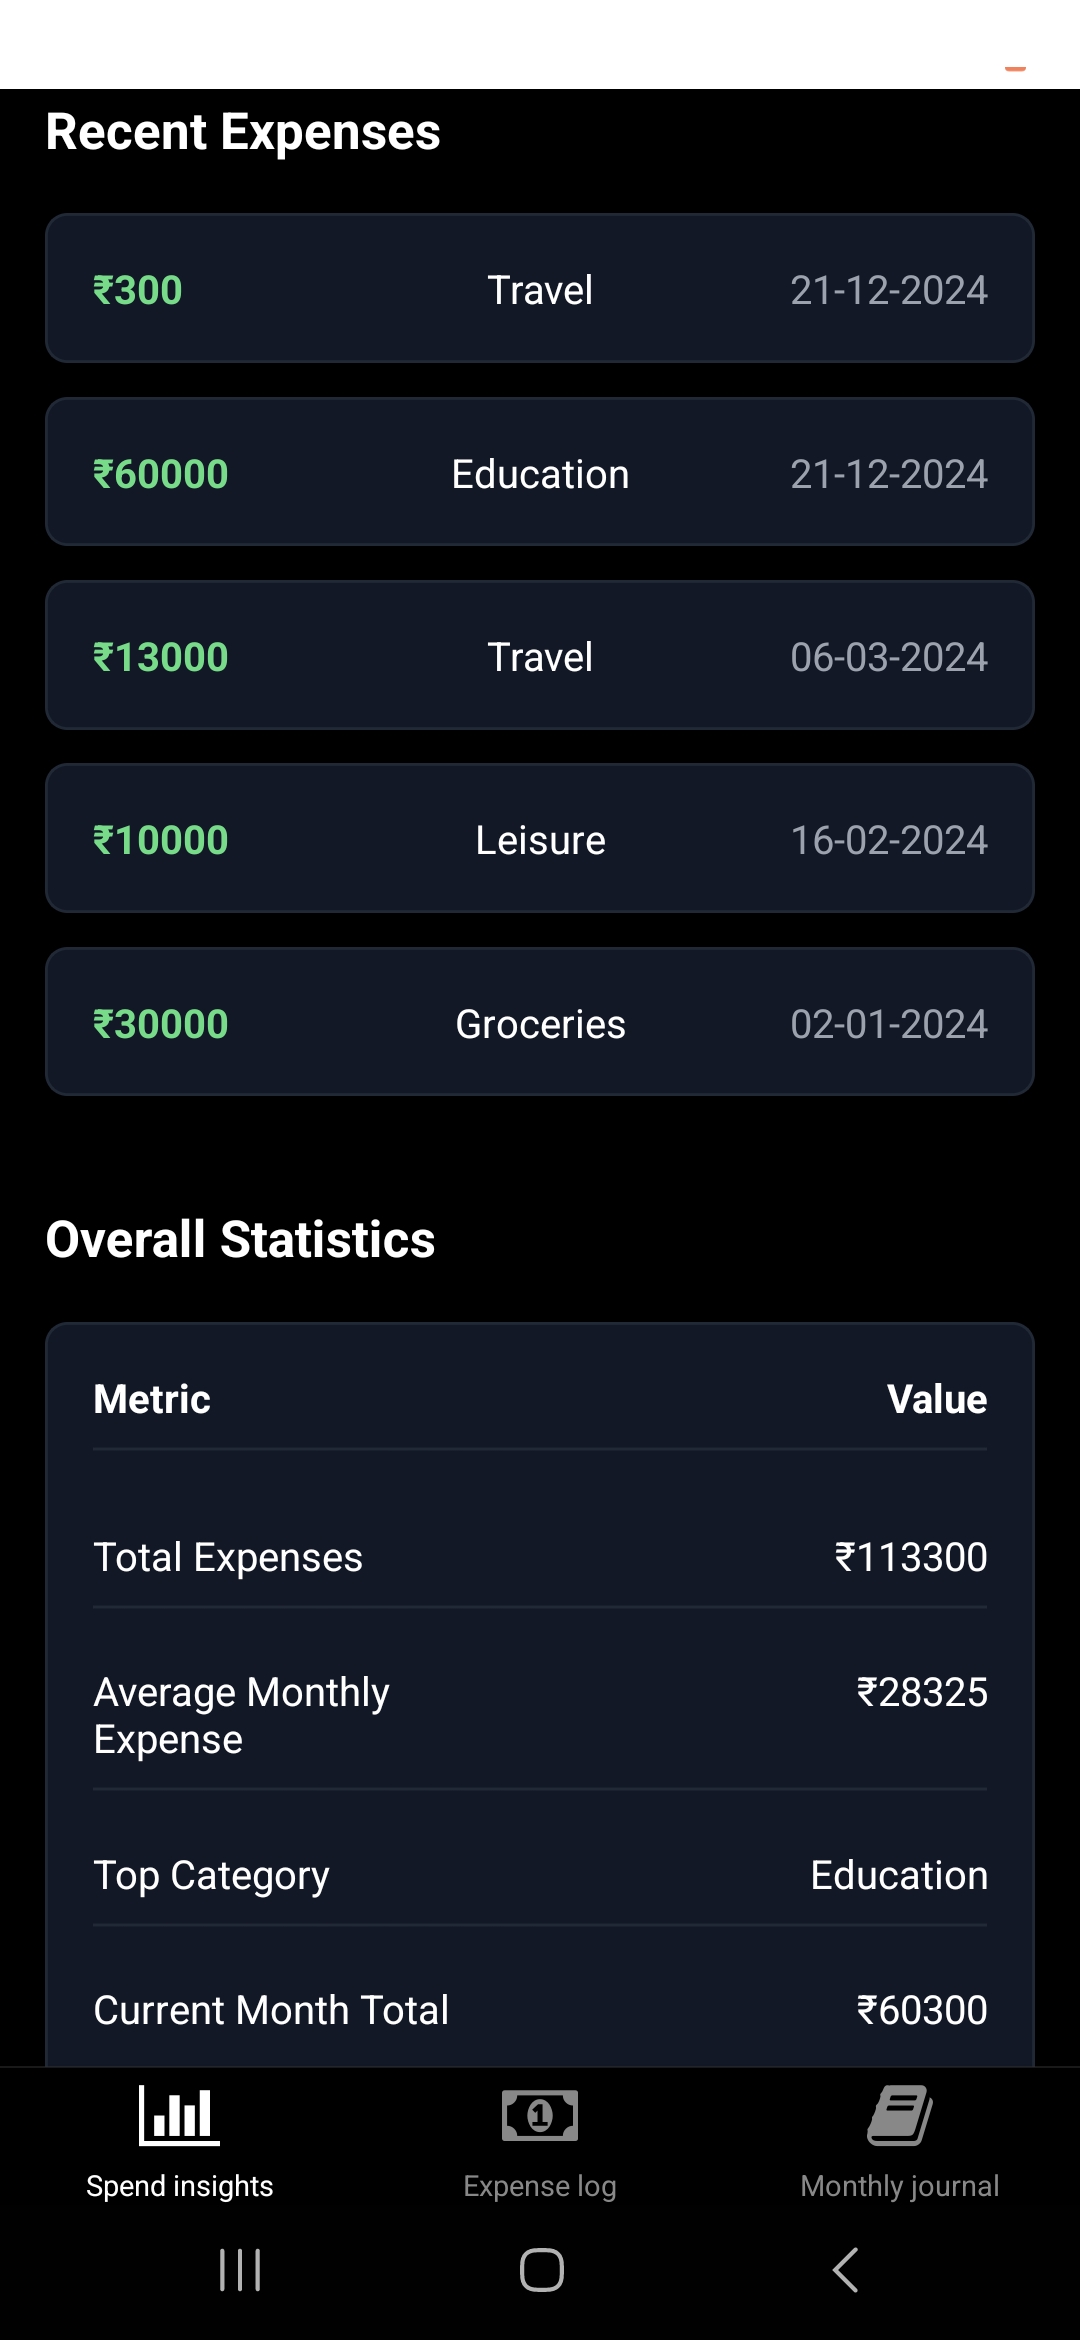 Recent Expenses
₹300 Travel 21-12-2024
₹60000 Education 21-12-2024
₹13000 Travel 06-03-2024
₹10000 Leisure 16-02-2024
₹30000 Groceries 02-01-2024
Overall Statistics
Metric Value
Total Expenses ₹113300
Average Monthly ₹28325
Expense
Top Category Education
Current Month Total ₹60300
1
Spend insights Expense log Monthly journal